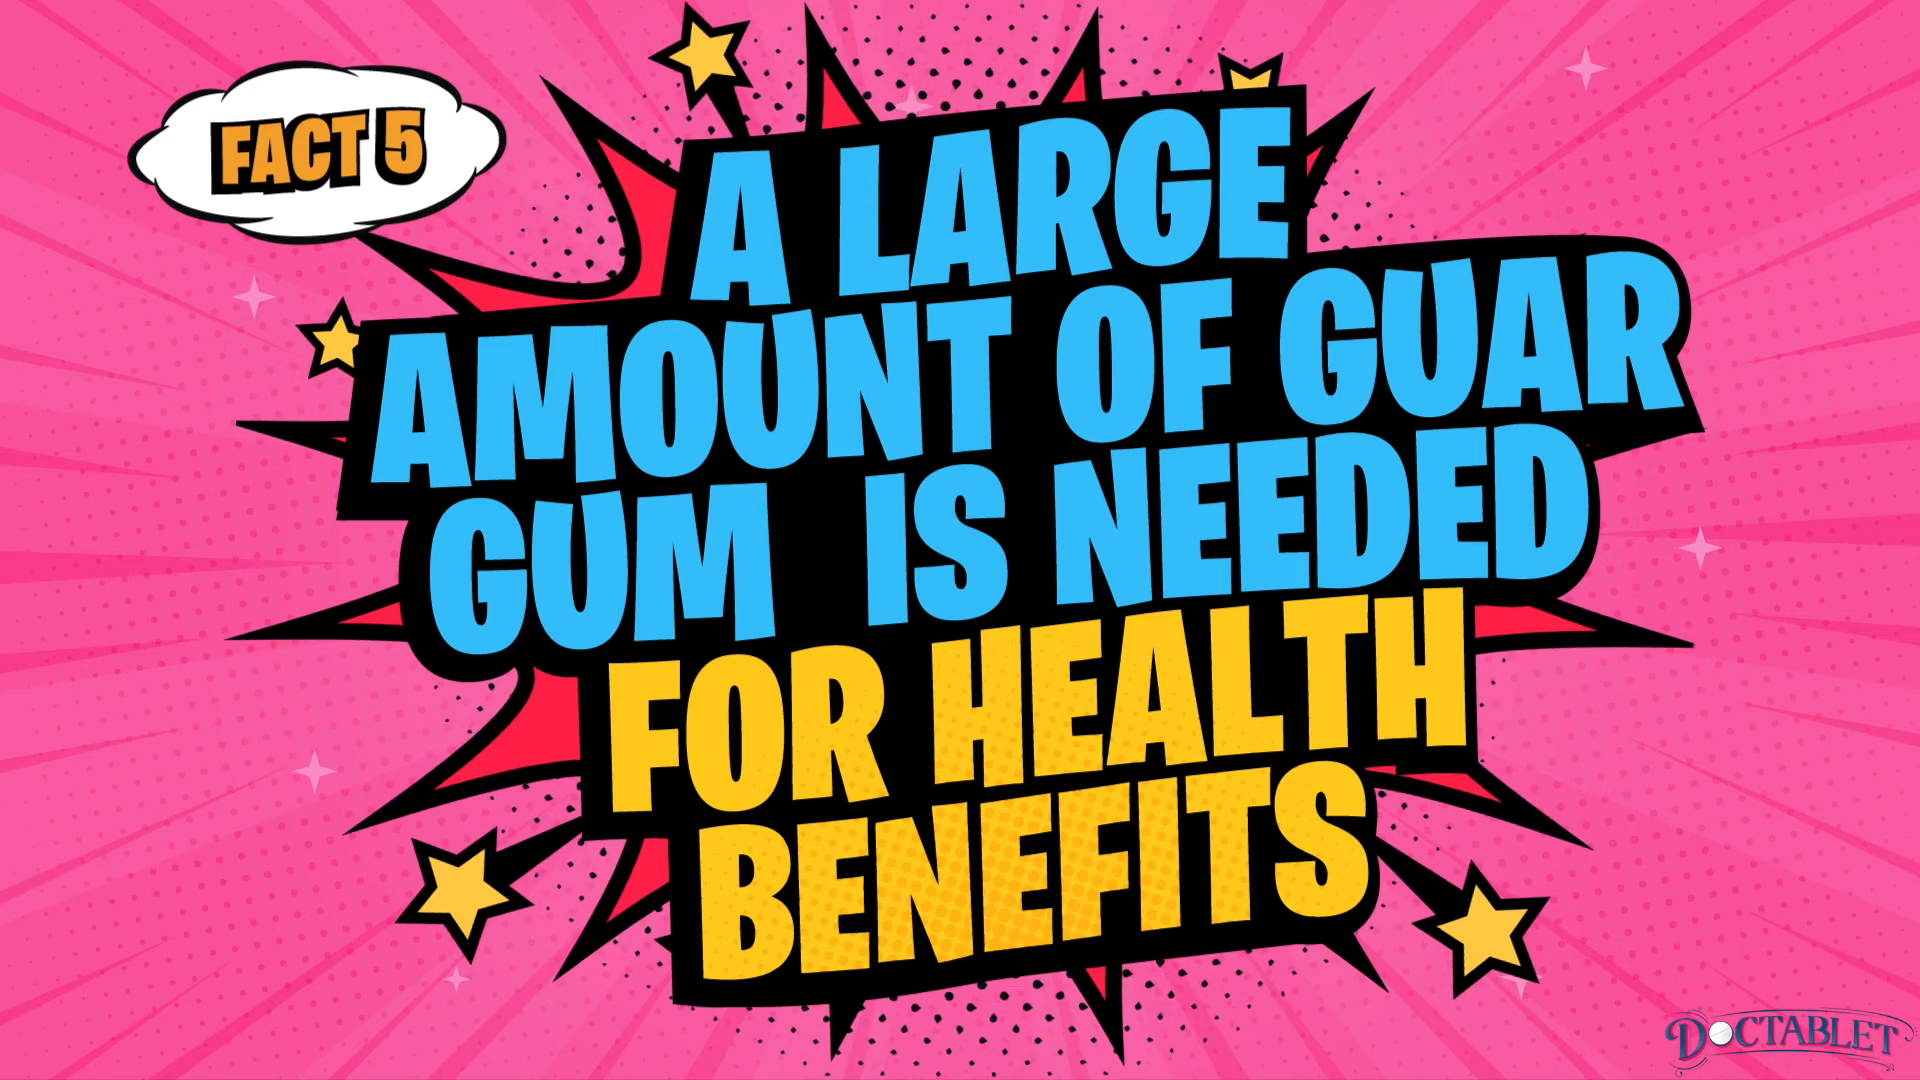 FACT 5
A LARGE
AMOUNT OF GUAR
GUM IS NEEDED
FOR HEALTH
BENEFITS
DOCTABLET